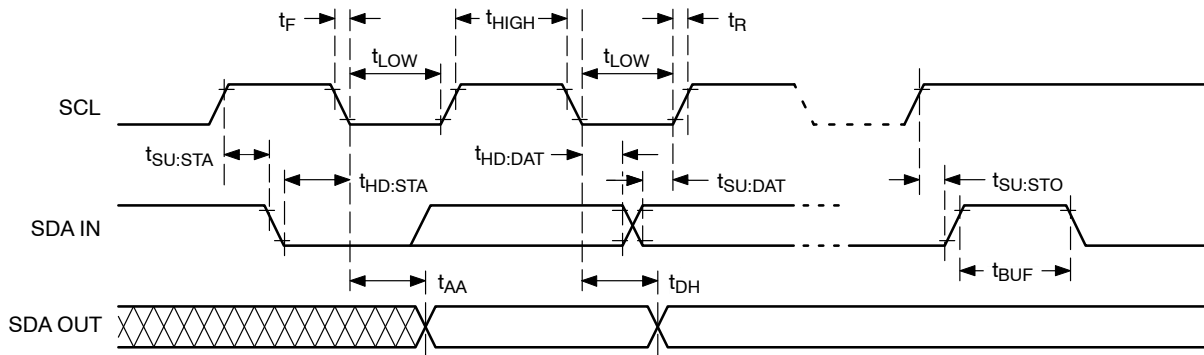 tF
tHIGH
tR
tLOW
tLOW
SCL
tSU:STA
tHD:STA
tHD:DAT
tSU:DAT
tSU:STO
SDA IN
tAA
tDH
tBUF
SDA OUT